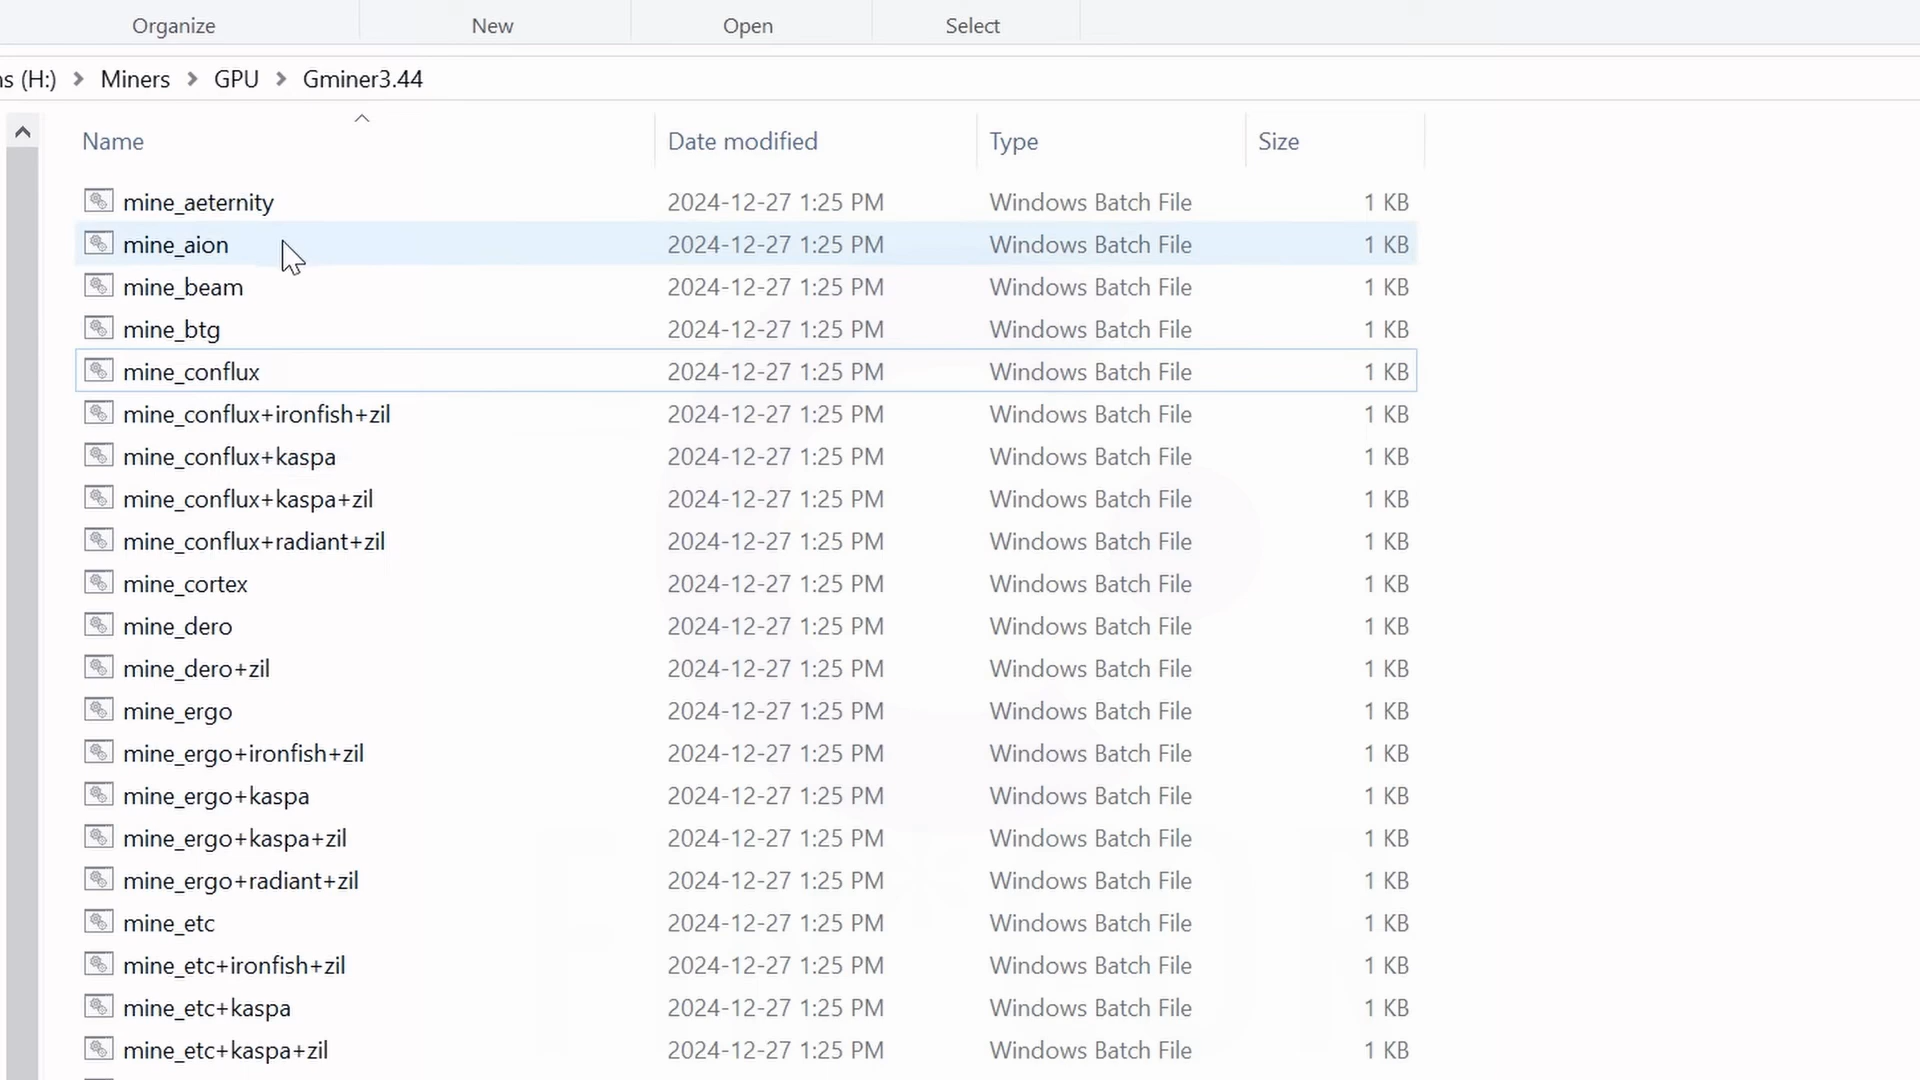 Organize New Open Select
ns (H:) > Miners > GPU > Gminer3.44
Name Date modified Type Size
mine_aeternity 2024-12-27 1:25 PM Windows Batch File 1 KB
mine_aion 2024-12-27 1:25 PM Windows Batch File 1 KB
mine_beam 2024-12-27 1:25 PM Windows Batch File 1 KB
mine_btg 2024-12-27 1:25 PM Windows Batch File 1 KB
mine_conflux 2024-12-27 1:25 PM Windows Batch File 1 KB
mine_conflux+ironfish+zil 2024-12-27 1:25 PM Windows Batch File 1 KB
mine_conflux+kaspa 2024-12-27 1:25 PM Windows Batch File 1 KB
mine_conflux+kaspa+zil 2024-12-27 1:25 PM Windows Batch File 1 KB
mine_conflux+radiant+zil 2024-12-27 1:25 PM Windows Batch File 1 KB
mine_cortex 2024-12-27 1:25 PM Windows Batch File 1 KB
mine_dero 2024-12-27 1:25 PM Windows Batch File 1 KB
mine_dero+zil 2024-12-27 1:25 PM Windows Batch File 1 KB
mine_ergo 2024-12-27 1:25 PM Windows Batch File 1 KB
mine_ergo+ironfish+zil 2024-12-27 1:25 PM Windows Batch File 1 KB
mine_ergo+kaspa 2024-12-27 1:25 PM Windows Batch File 1 KB
mine_ergo+kaspa+zil 2024-12-27 1:25 PM Windows Batch File 1 KB
mine_ergo+radiant+zil 2024-12-27 1:25 PM Windows Batch File 1 KB
mine_etc 2024-12-27 1:25 PM Windows Batch File 1 KB
mine_etc+ironfish+zil 2024-12-27 1:25 PM Windows Batch File 1 KB
mine_etc+kaspa 2024-12-27 1:25 PM Windows Batch File 1 KB
mine_etc+kaspa+zil 2024-12-27 1:25 PM Windows Batch File 1 KB